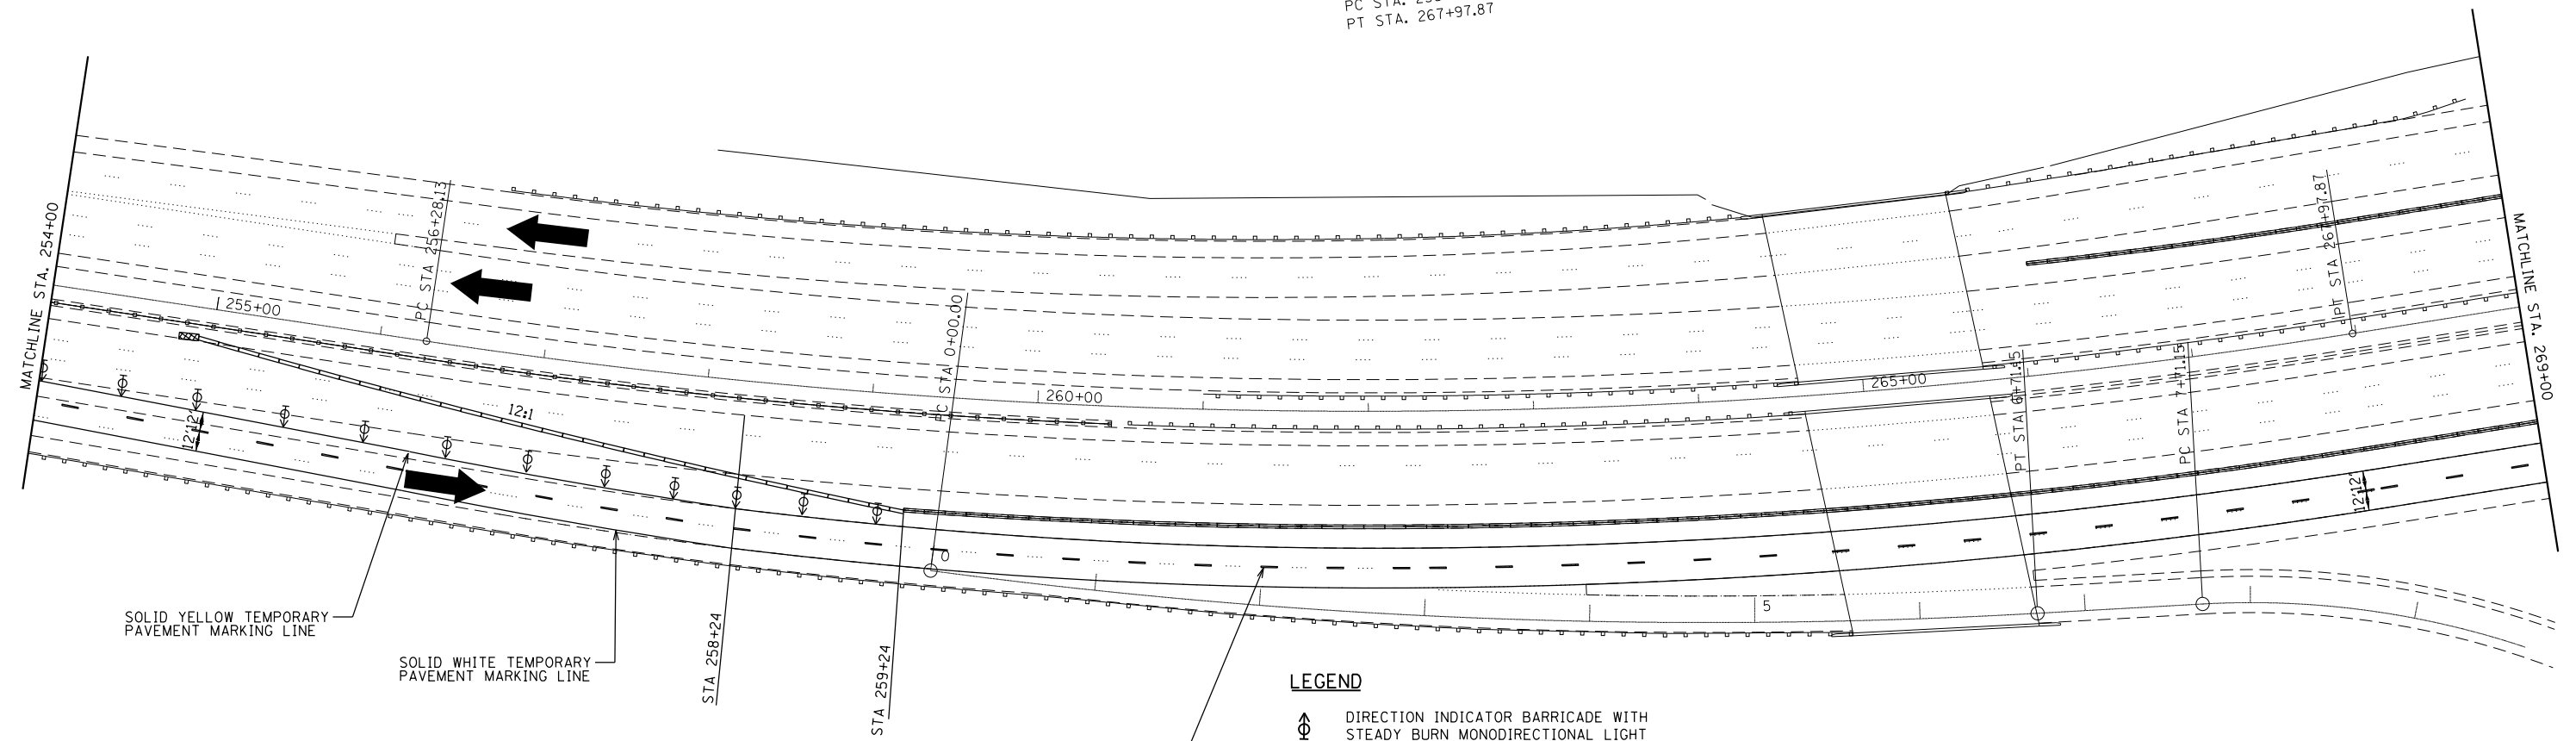 PT STA. 267+97.87
MATCHLINE STA. 254+00
PC STA 256+28.13
255+00
12:1
12' 12'
PC STA 0+00.00
0
260+00
265+00
5
PT STA 6+71.15
PC STA 7+71.15
PT STA 267+97.87
12' 12'
MATCHLINE STA. 269+00
SOLID YELLOW TEMPORARY
PAVEMENT MARKING LINE
SOLID WHITE TEMPORARY
PAVEMENT MARKING LINE
STA 258+24
STA 259+24
LEGEND
DIRECTION INDICATOR BARRICADE WITH
STEADY BURN MONODIRECTIONAL LIGHT